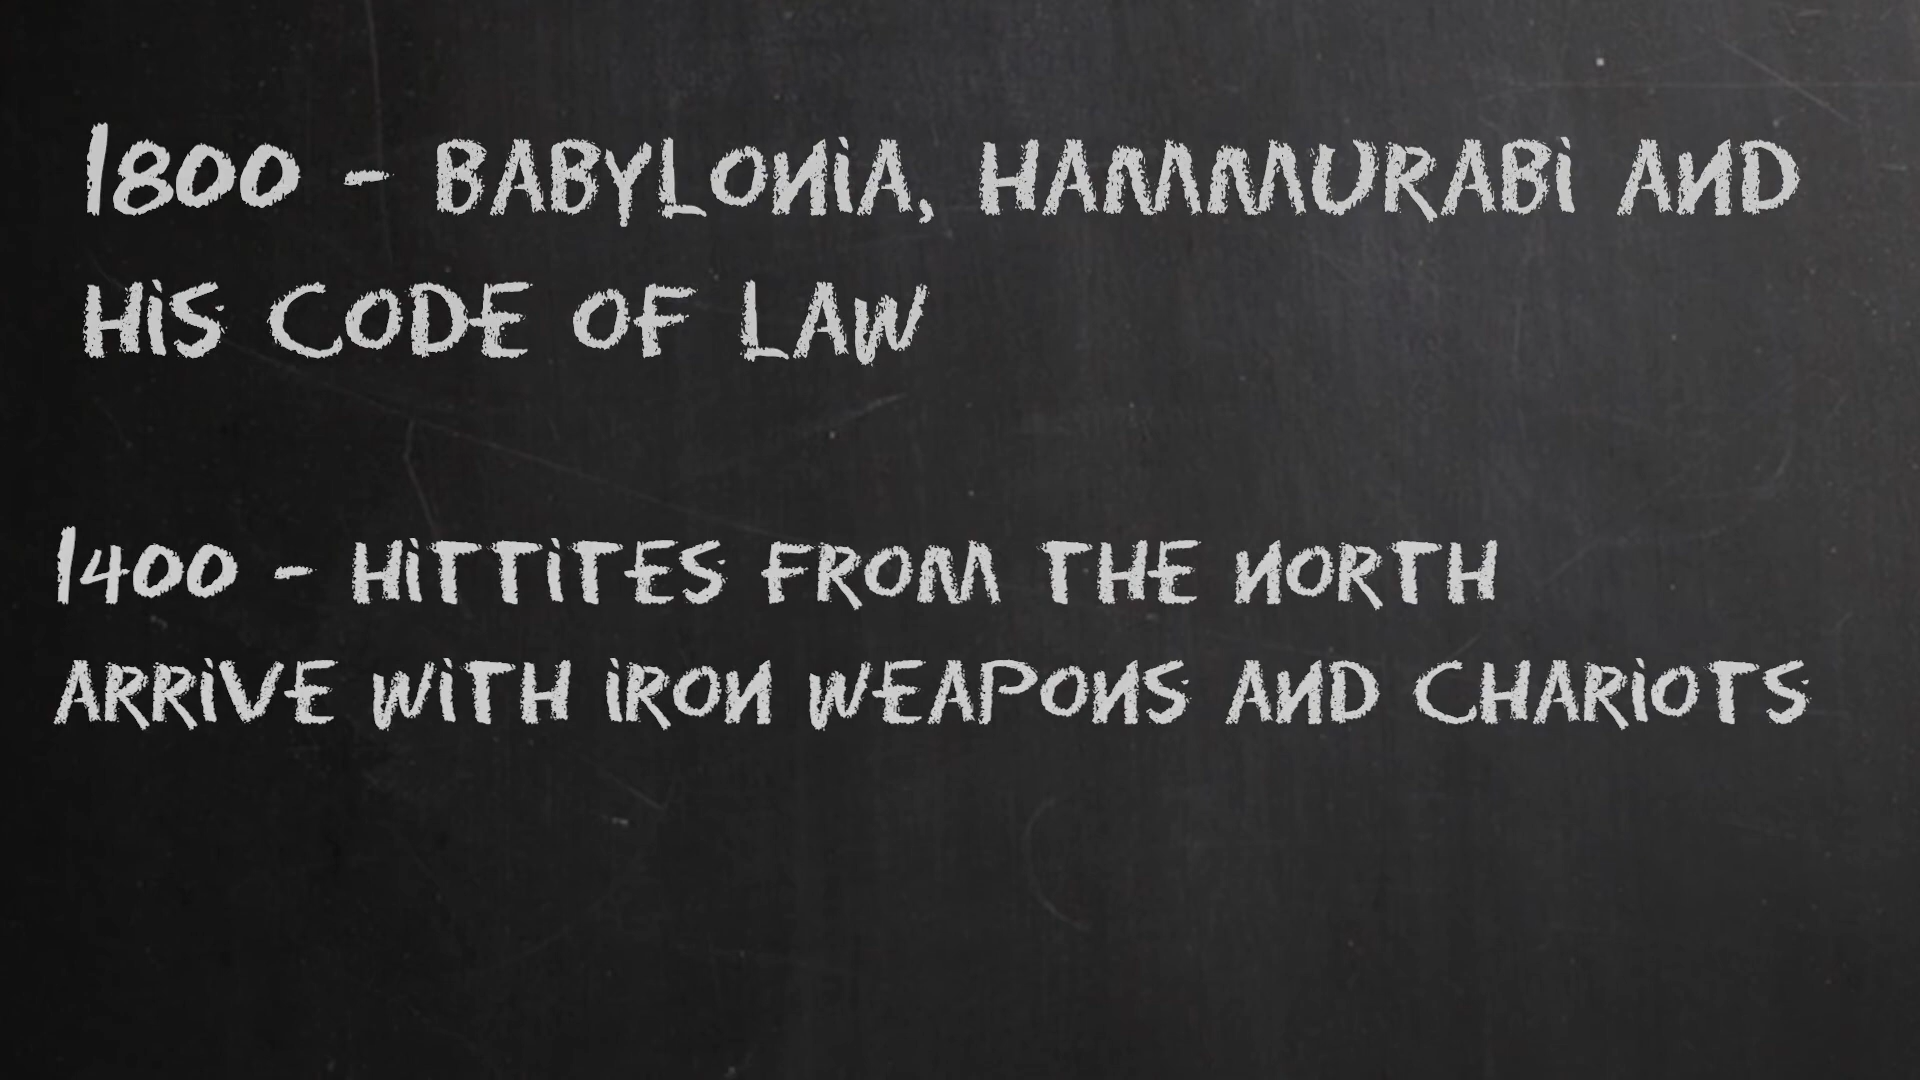 1800 - BABYLONiA, HAMMURABi AND
HiS CODE OF LAW
1400 - HiTTiTES FROM THE NORTH
ARRiVE WiTH iRON WEAPONS AND CHARiOTS